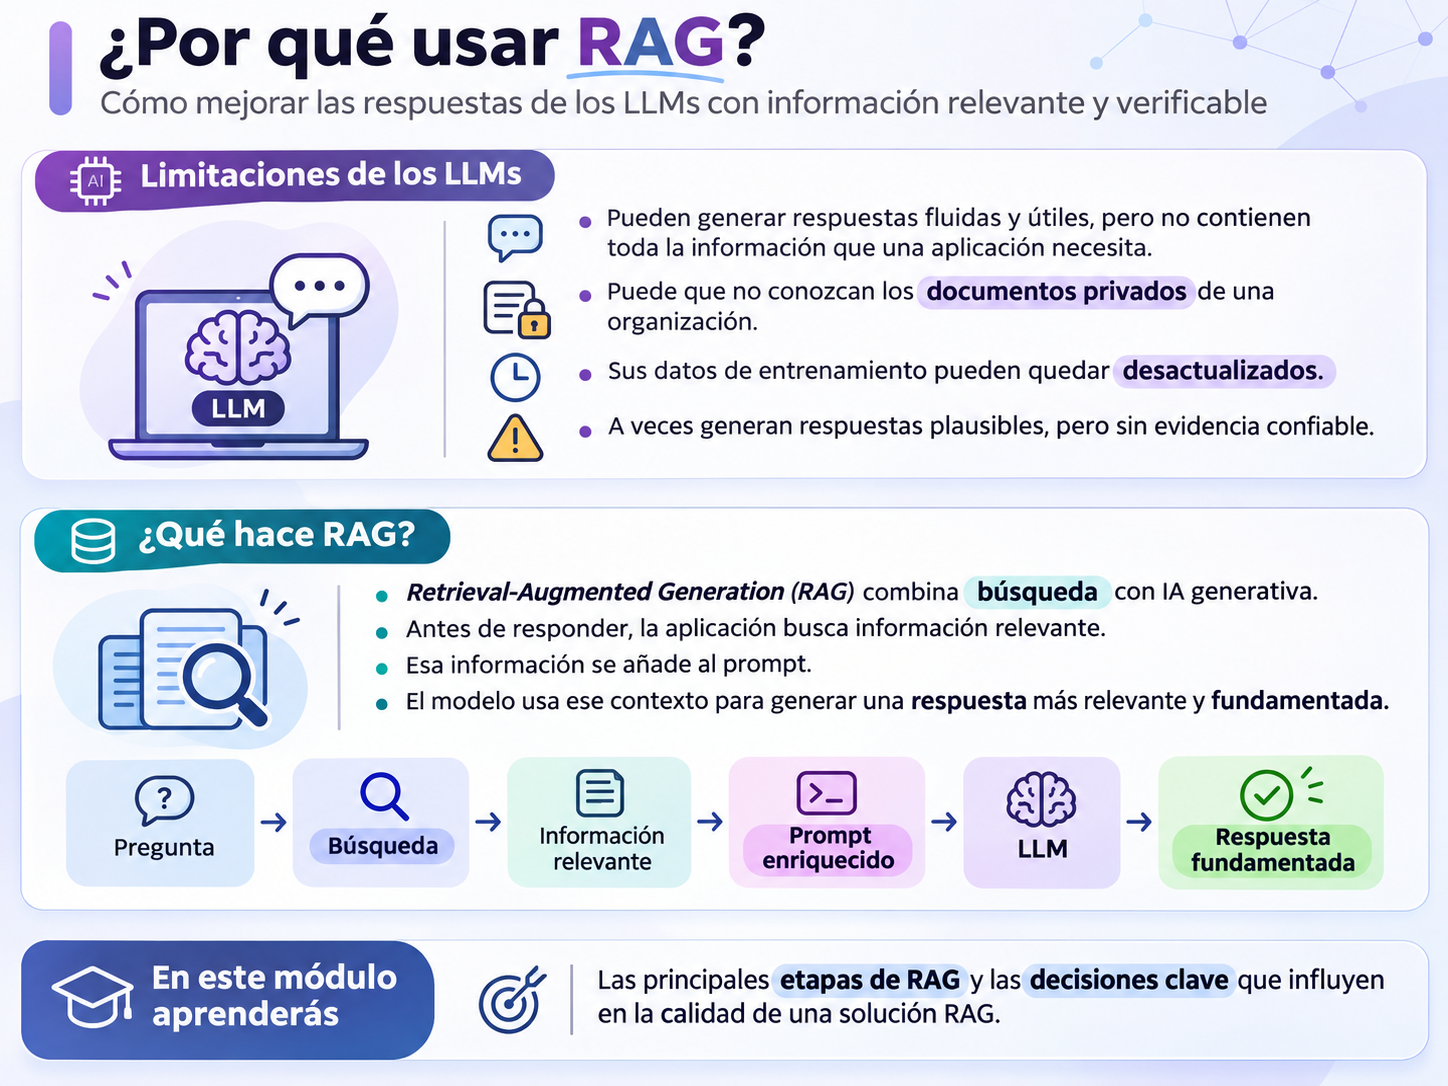 ¿Por qué usar RAG?
Cómo mejorar las respuestas de los LLMs con información relevante y verificable
AI
Limitaciones de los LLMs
LLM
Pueden generar respuestas fluidas y útiles, pero no contienen
toda la información que una aplicación necesita.
Puede que no conozcan los documentos privados de una
organización.
Sus datos de entrenamiento pueden quedar desactualizados.
A veces generan respuestas plausibles, pero sin evidencia confiable.
¿Qué hace RAG?
Retrieval-Augmented Generation (RAG) combina búsqueda con IA generativa.
Antes de responder, la aplicación busca información relevante.
Esa información se añade al prompt.
El modelo usa ese contexto para generar una respuesta más relevante y fundamentada.
?
Pregunta
Búsqueda
Información
relevante
Prompt
enriquecido
LLM
Respuesta
fundamentada
En este módulo
aprenderás
Las principales etapas de RAG y las decisiones clave que influyen
en la calidad de una solución RAG.